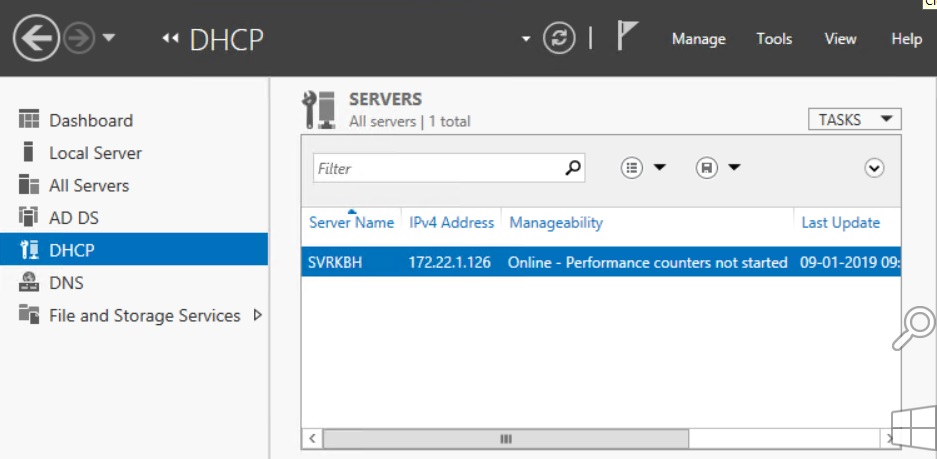 DHCP Manage Tools View Help
Dashboard
Local Server
All Servers
AD DS
DHCP
DNS
File and Storage Services
SERVERS
All servers | 1 total
TASKS
Filter
Server Name IPv4 Address Manageability Last Update
SVRKBH 172.22.1.126 Online - Performance counters not started 09-01-2019 09: